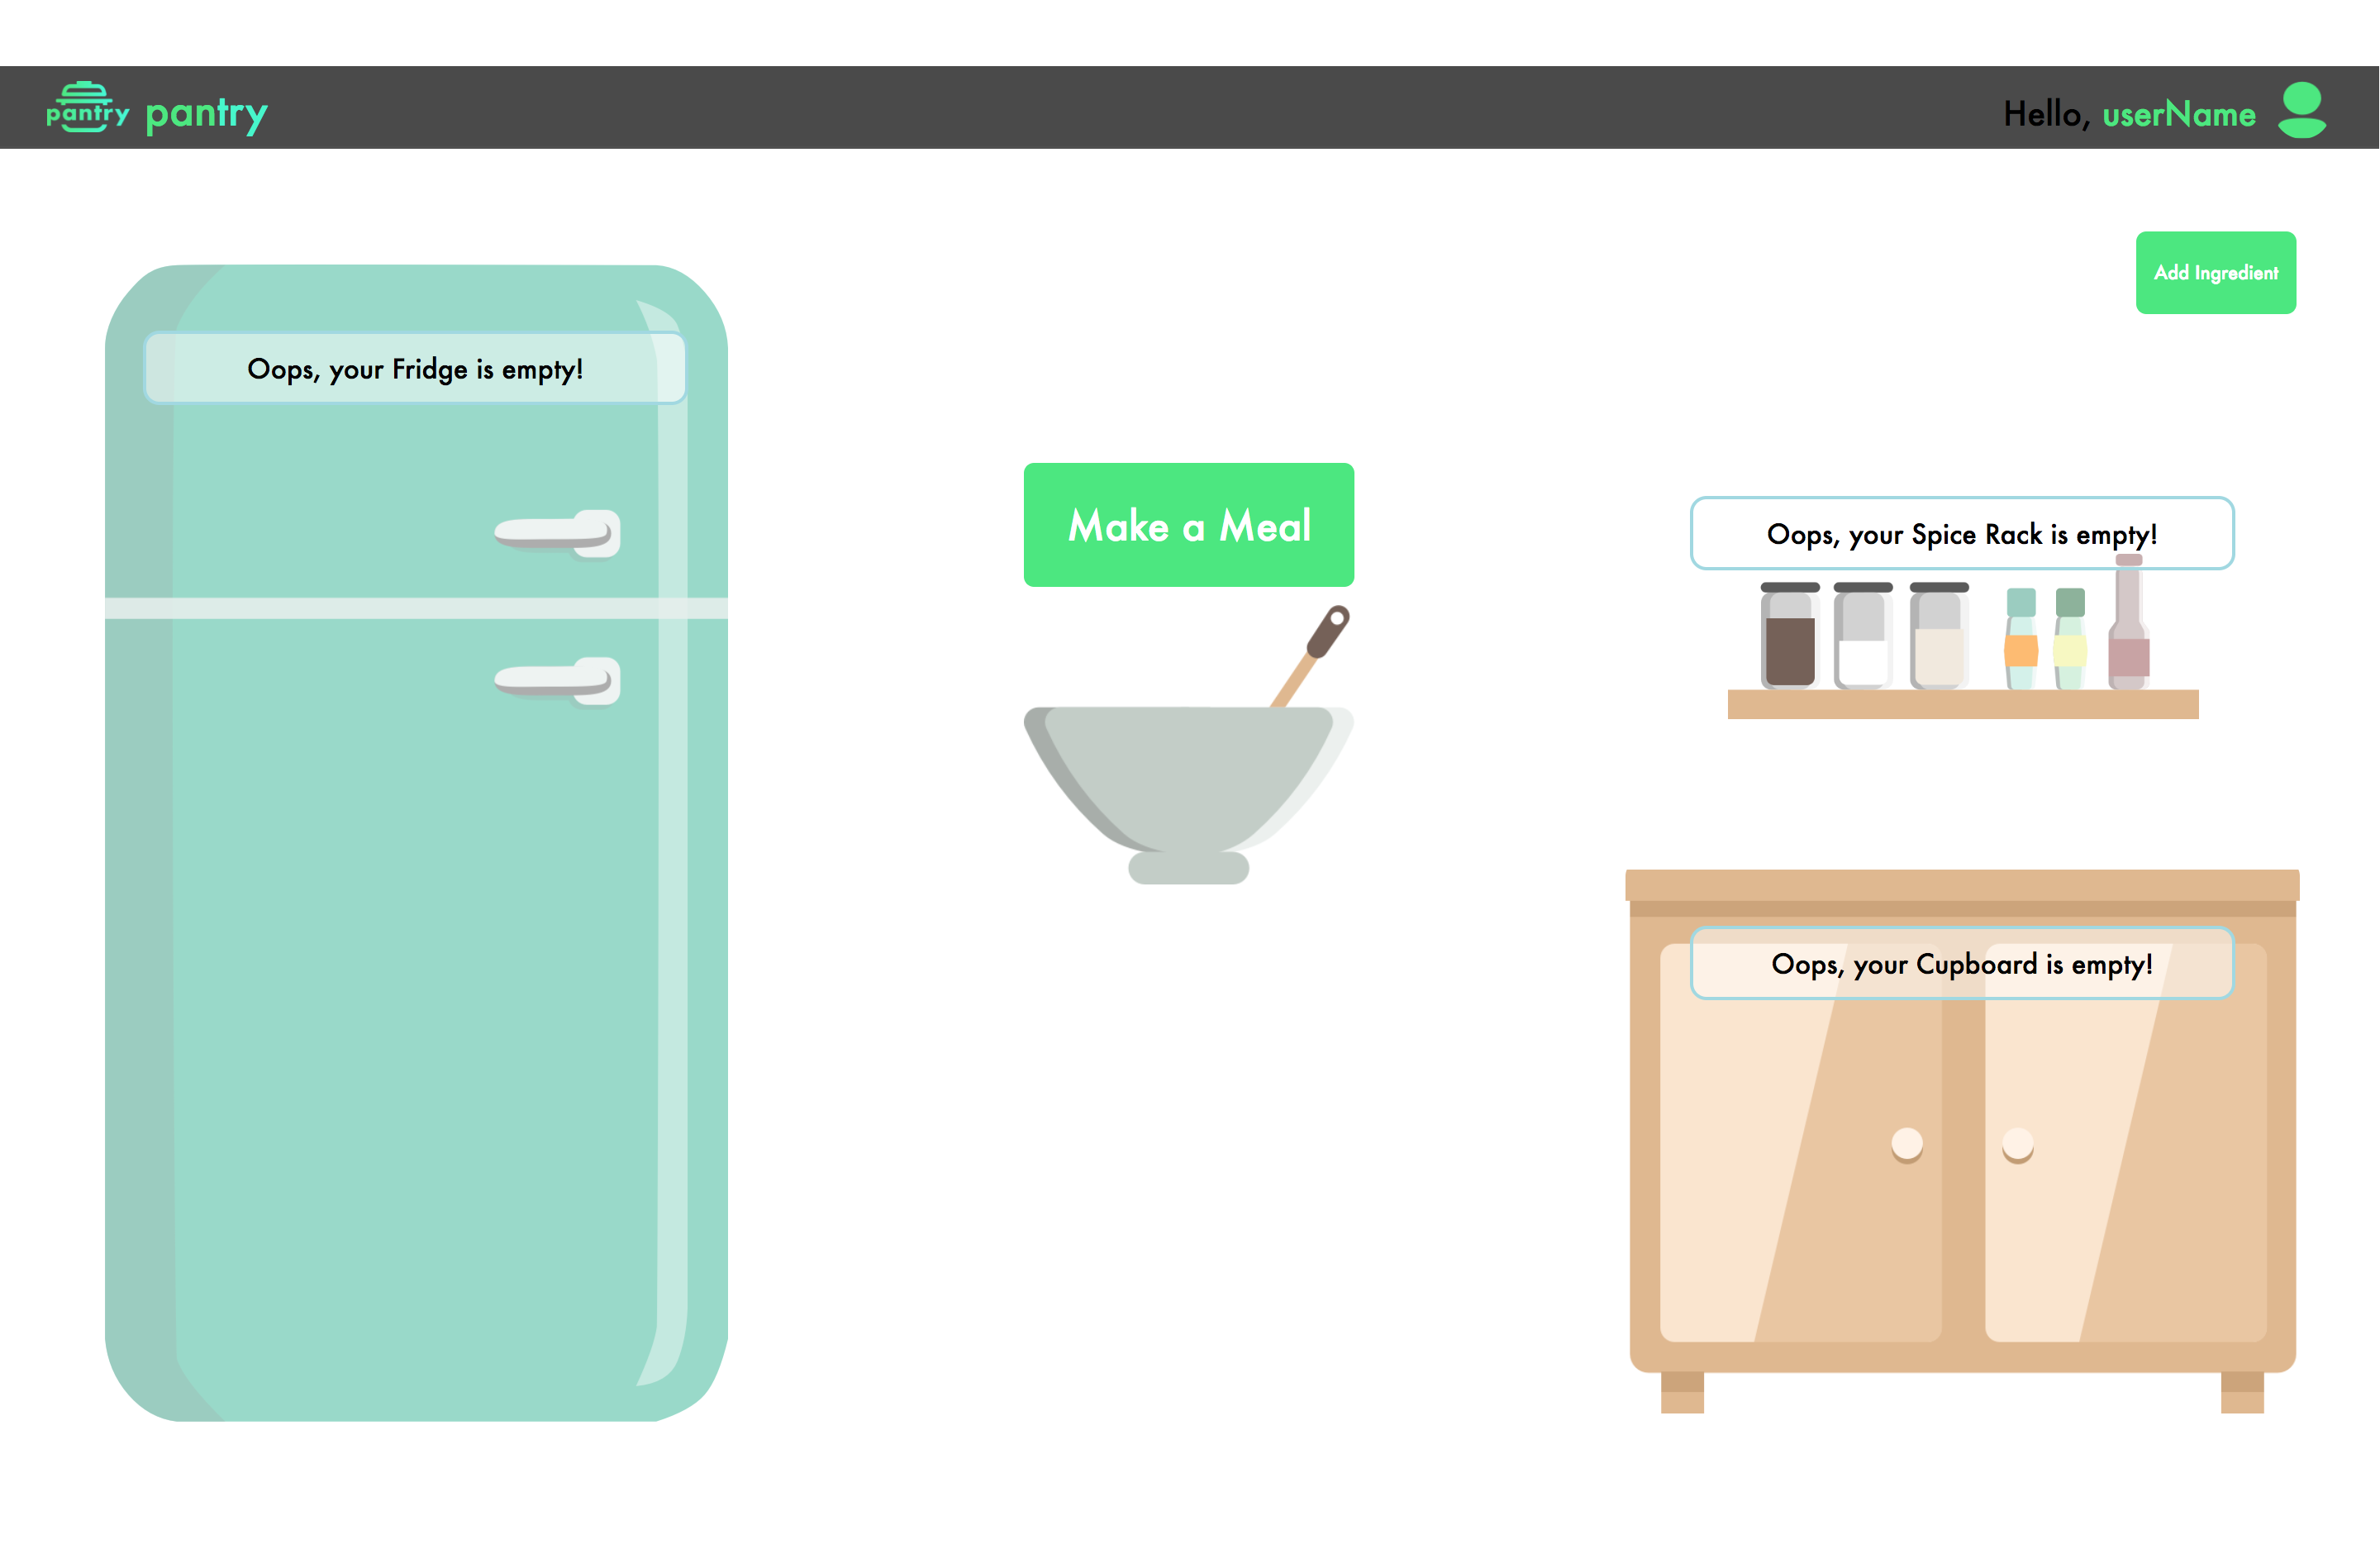 pantry pantry
Hello, userName
Add Ingredient
Oops, your Fridge is empty!
Make a Meal
Oops, your Spice Rack is empty!
Oops, your Cupboard is empty!